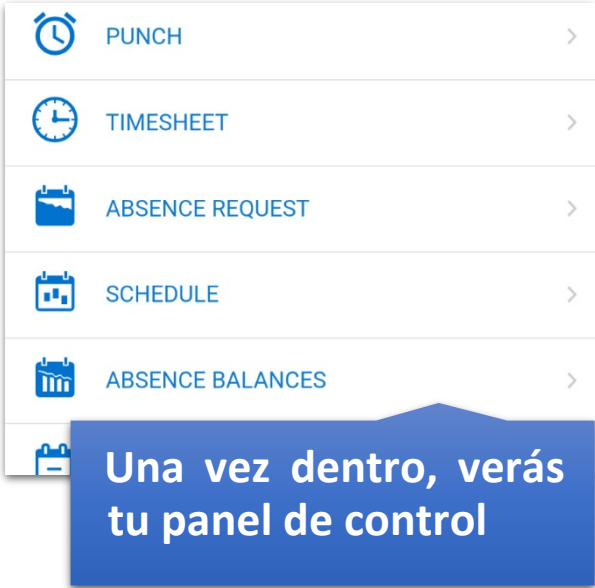 PUNCH
TIMESHEET
ABSENCE REQUEST
SCHEDULE
ABSENCE BALANCES
Una vez dentro, verás
tu panel de control